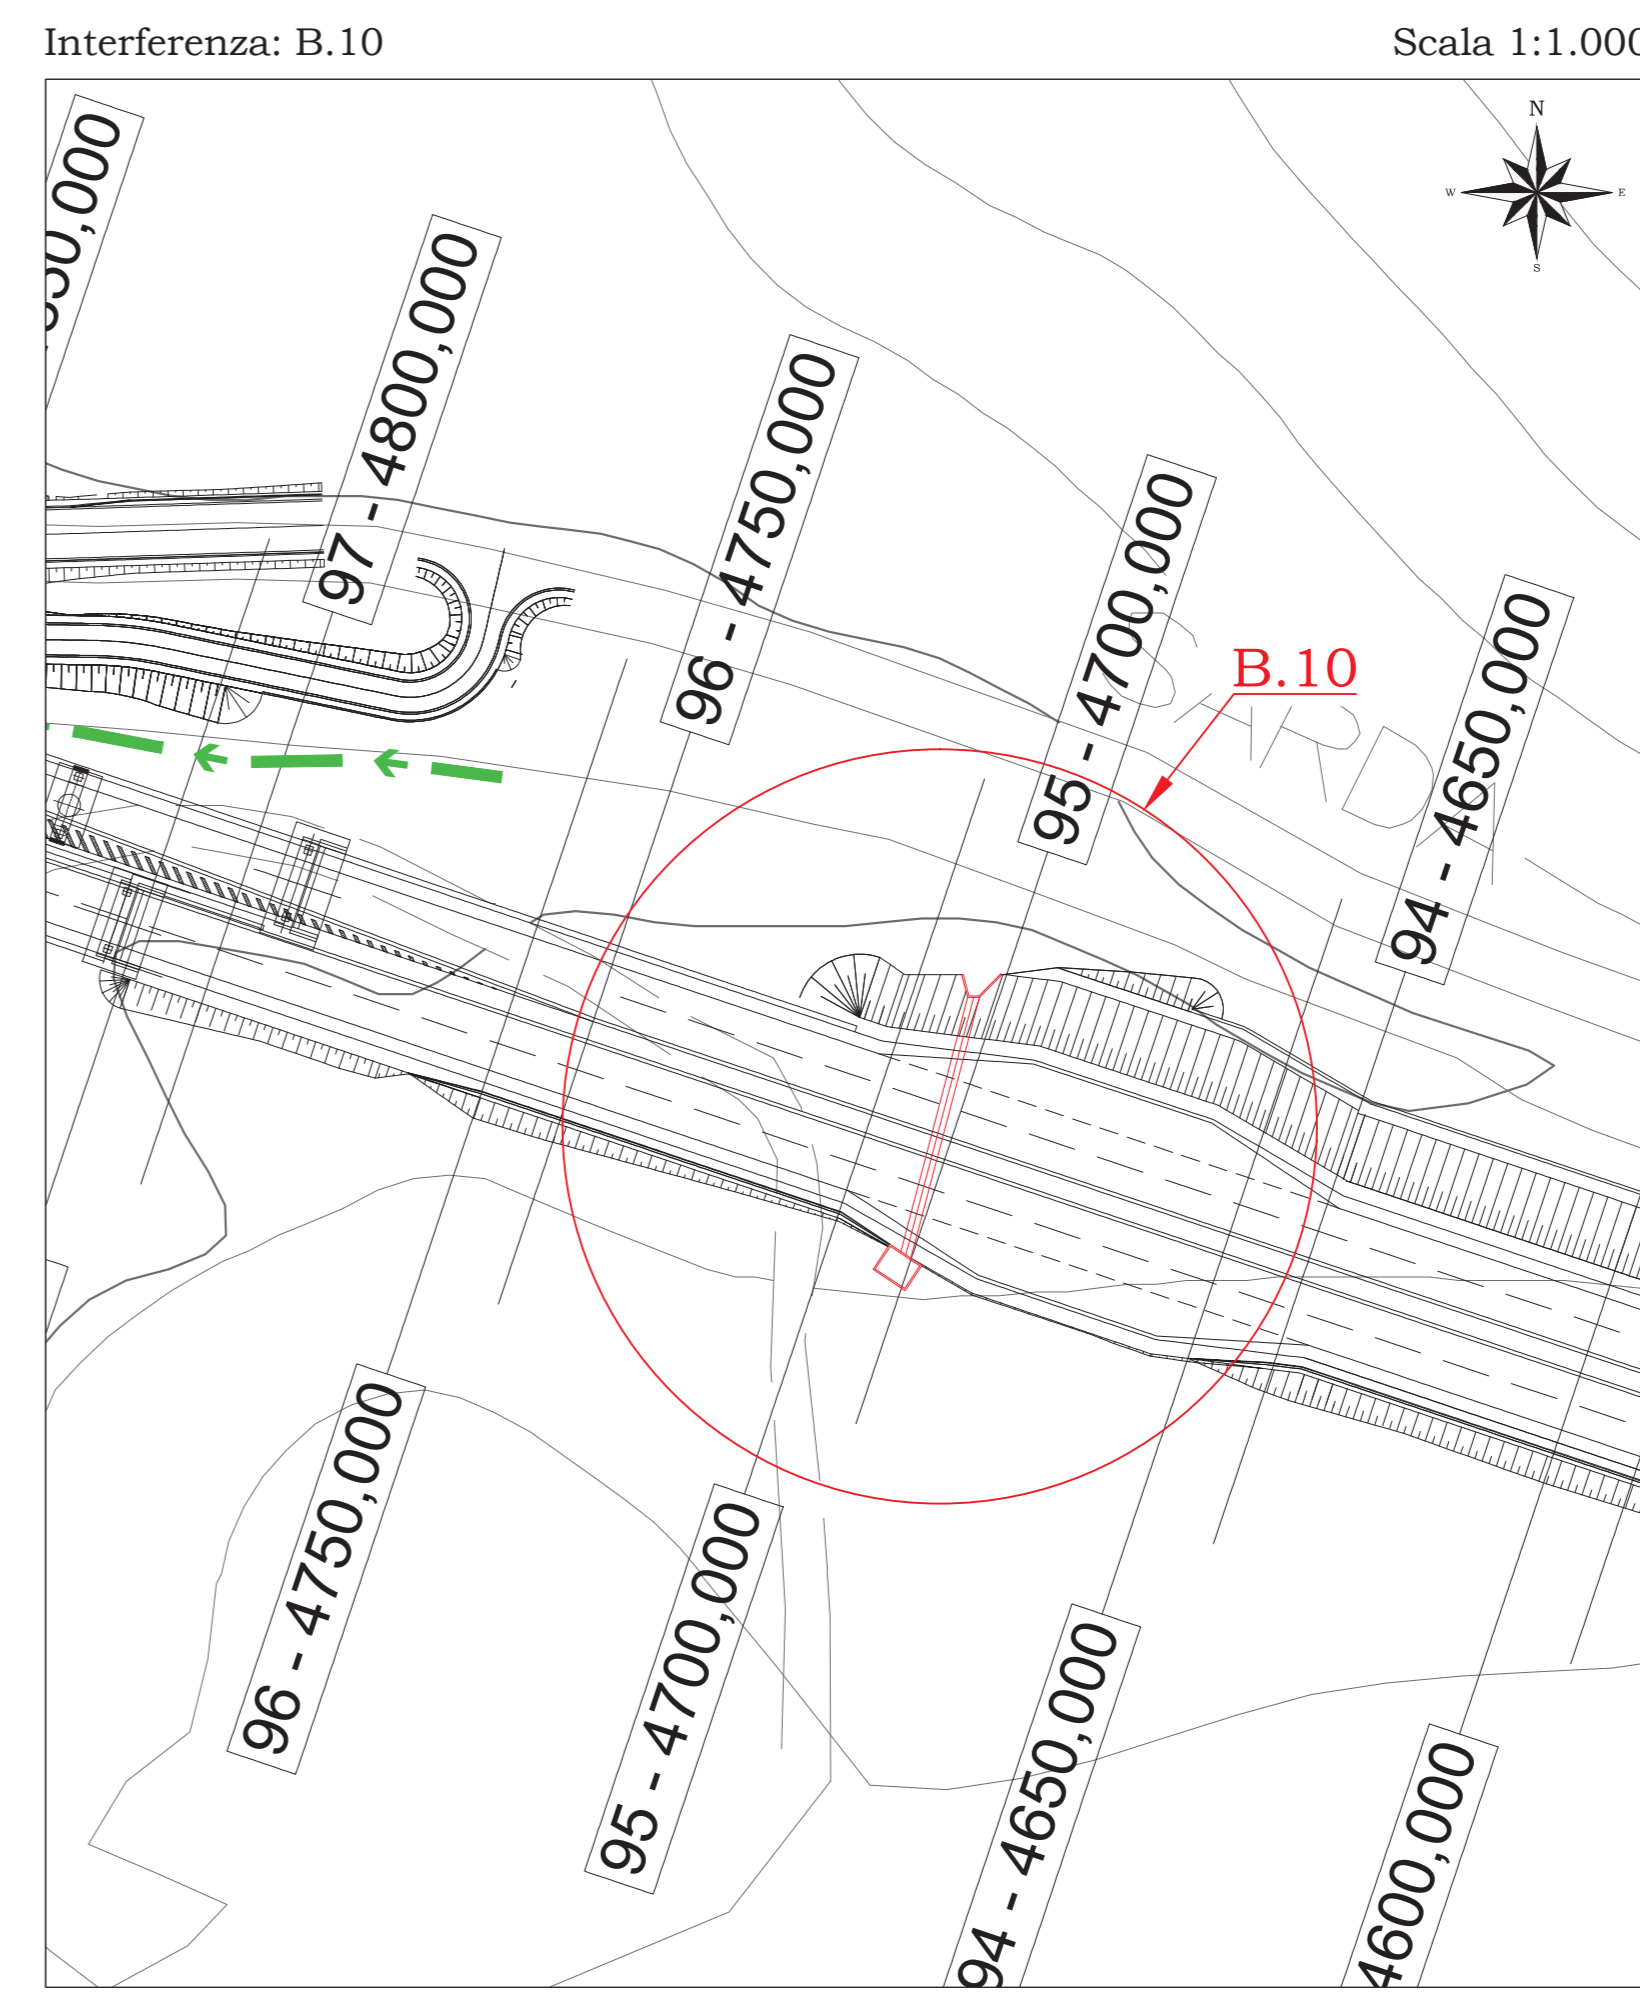 Interferenza: B.10
Scala 1:1.000
N
W
E
S
97 - 4800,000
96 - 4750,000
95 - 4700,000
94 - 4650,000
B.10
96 - 4750,000
95 - 4700,000
94 - 4650,000
4600,000